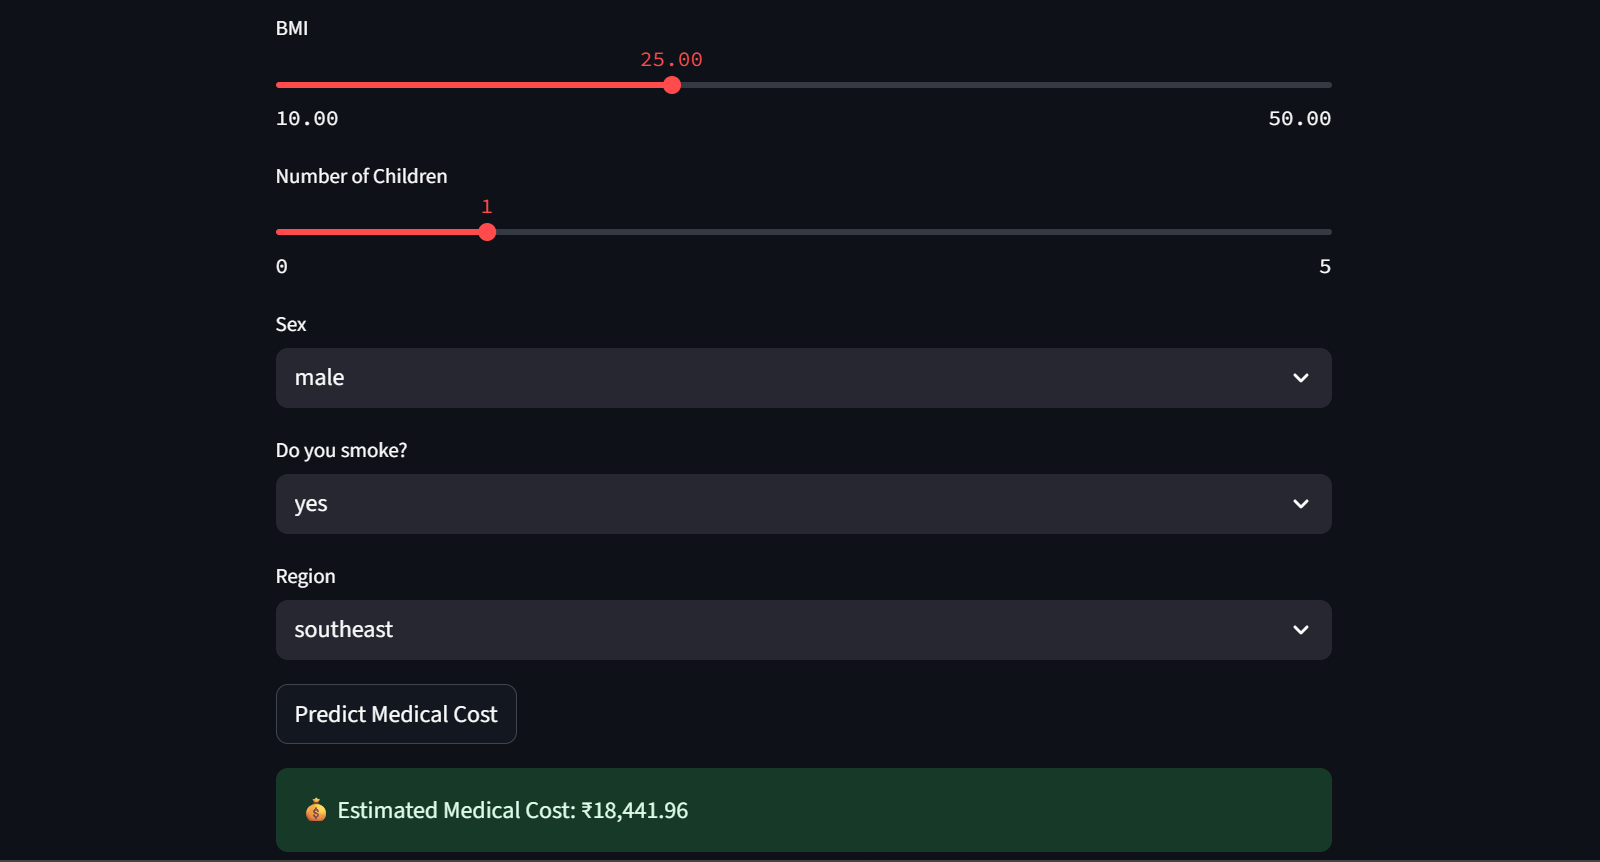 BMI
25.00
10.00 50.00
Number of Children
1
0 5
Sex
male
Do you smoke?
yes
Region
southeast
Predict Medical Cost
💰 Estimated Medical Cost: ₹18,441.96